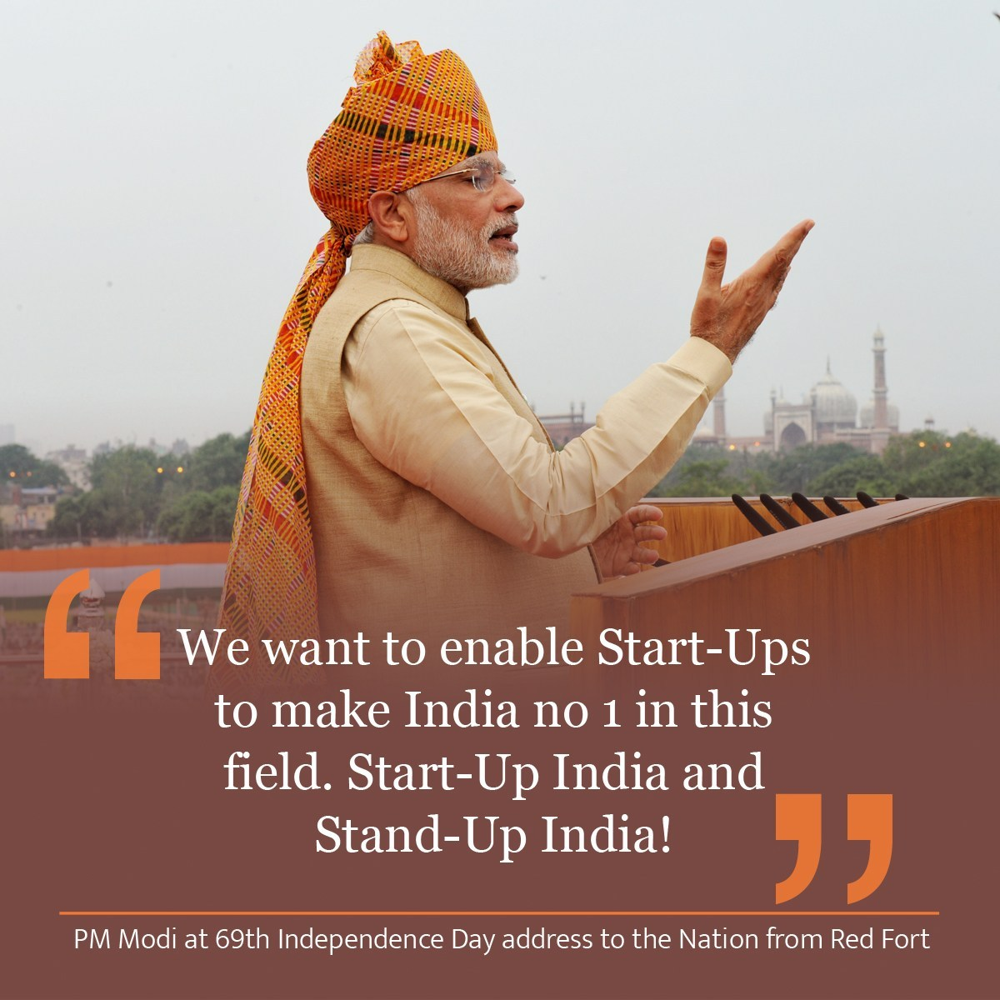 “We want to enable Start-Ups
to make India no 1 in this
field. Start-Up India and
Stand-Up India!”
PM Modi at 69th Independence Day address to the Nation from Red Fort